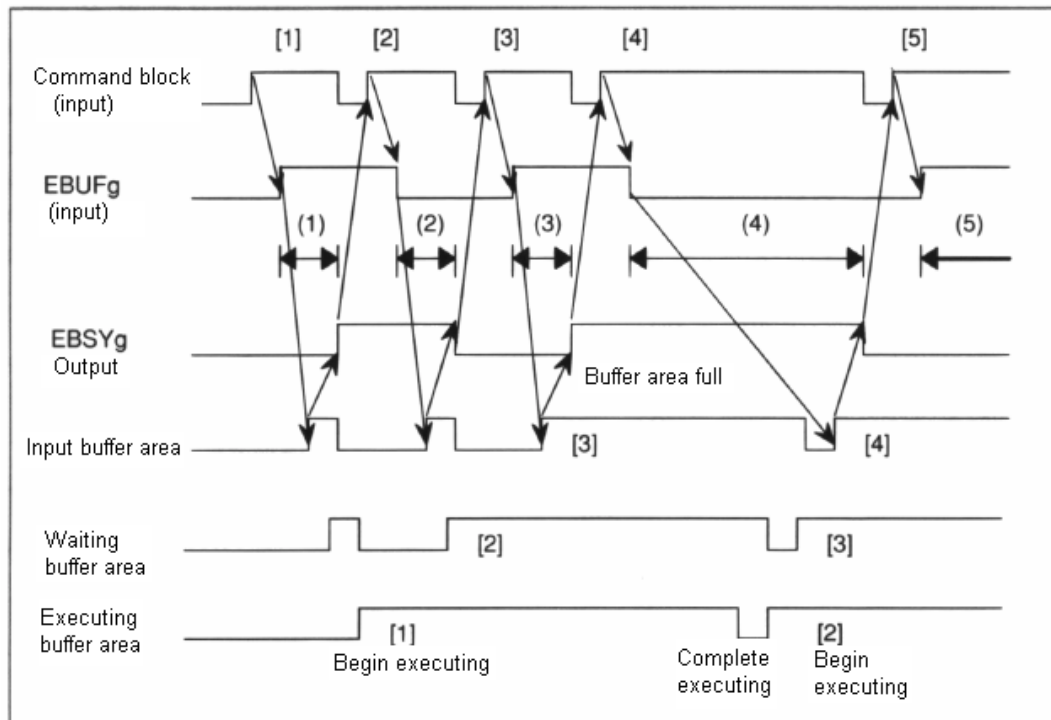 [1] [2] [3] [4] [5]
Command block
(input)
EBUFg
(input)
(1) (2) (3) (4) (5)
EBSYg
Output
Buffer area full
Input buffer area
[3] [4]
Waiting
buffer area
[2] [3]
Executing
buffer area
[1] [2]
Begin executing
Complete
executing
Begin
executing